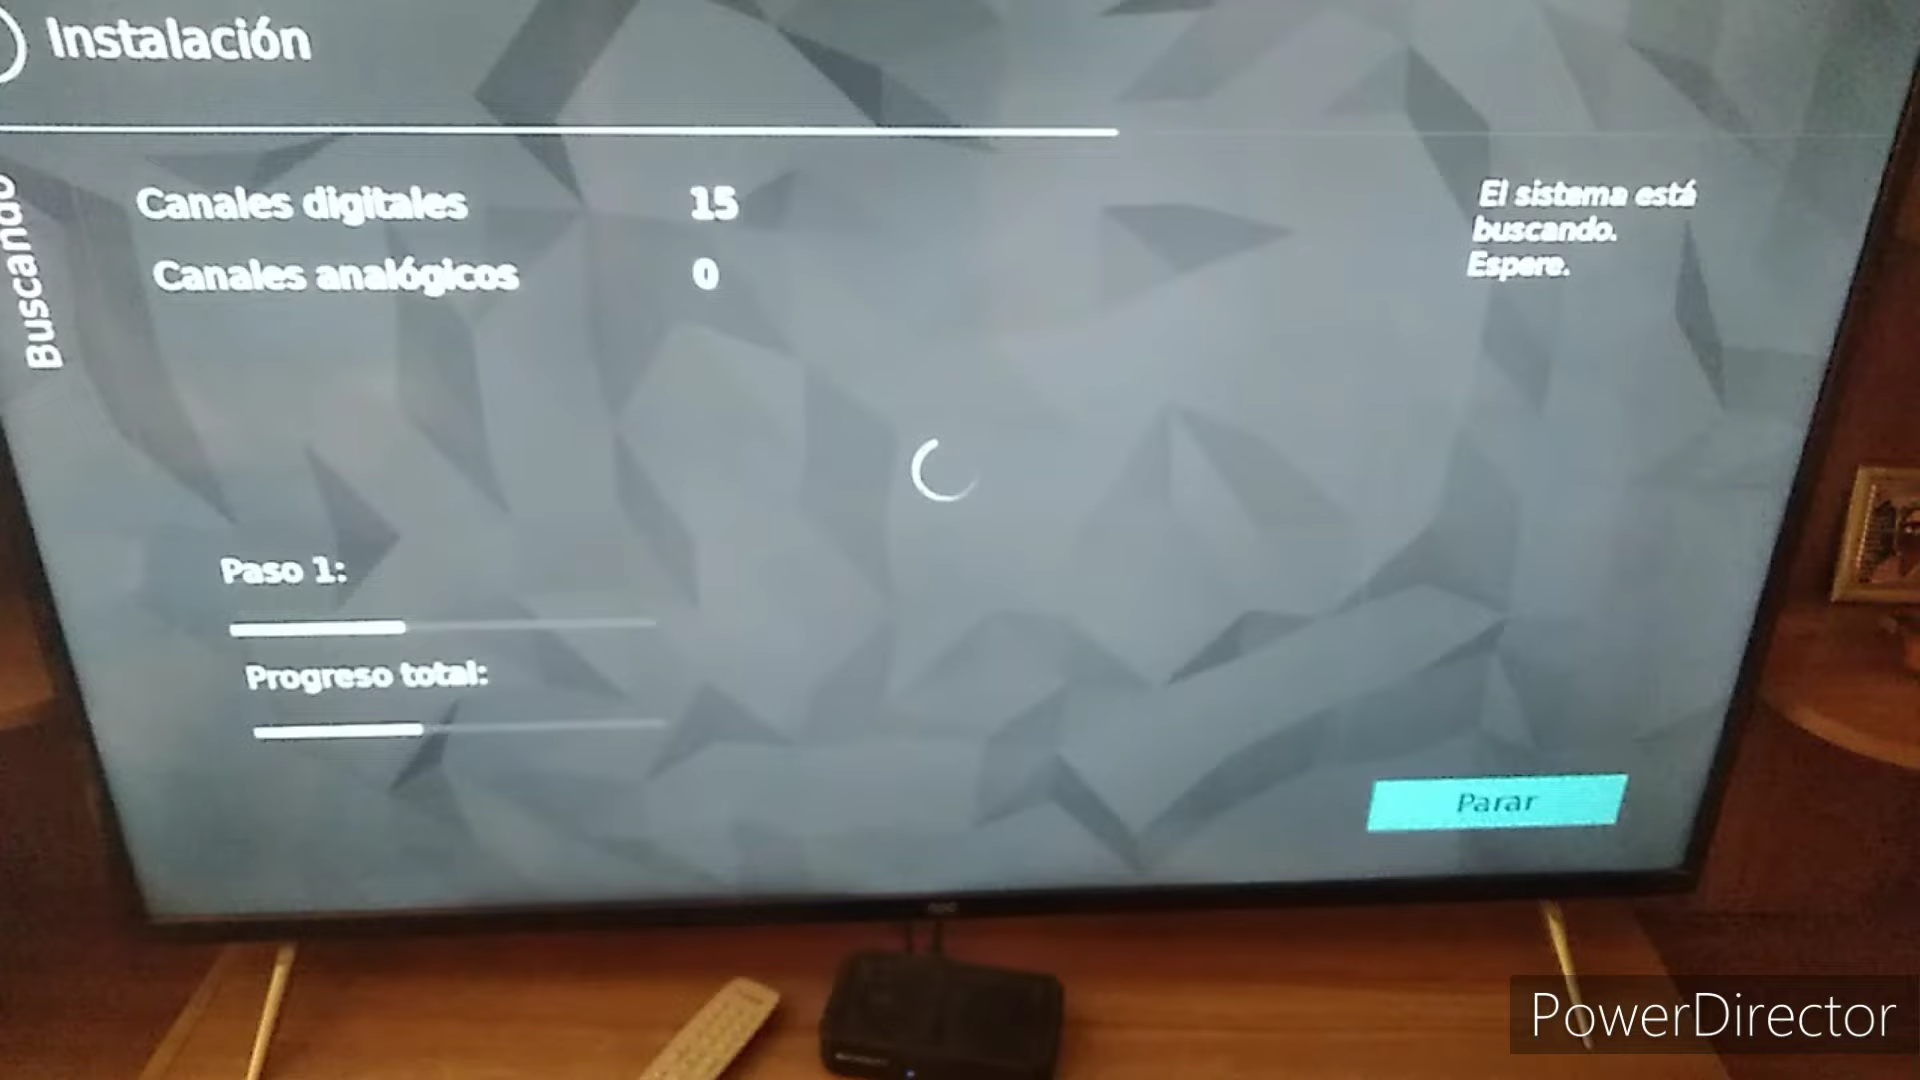 Instalación
Buscando
Canales digitales 15
Canales analógicos 0
El sistema está
buscando.
Espere.
Paso 1:
Progreso total:
Parar
PowerDirector